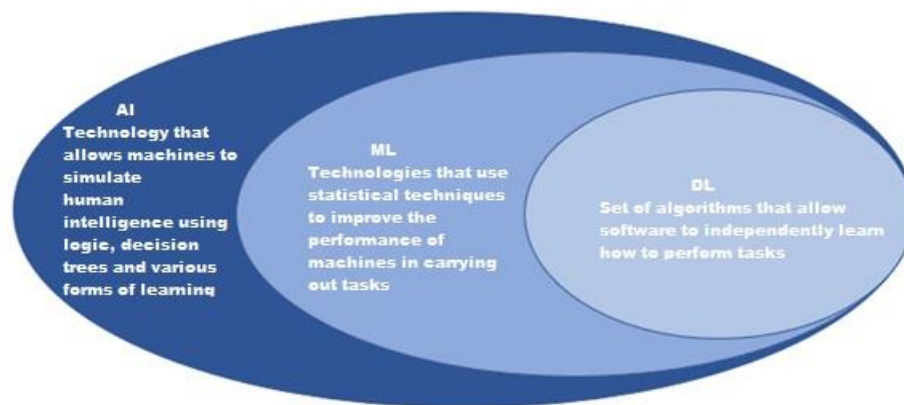 AI
Technology that
allows machines to
simulate
human
intelligence using
logic, decision
trees and various
forms of learning
ML
Technologies that use
statistical techniques
to improve the
performance of
machines in carrying
out tasks
DL
Set of algorithms that allow
software to independently learn
how to perform tasks